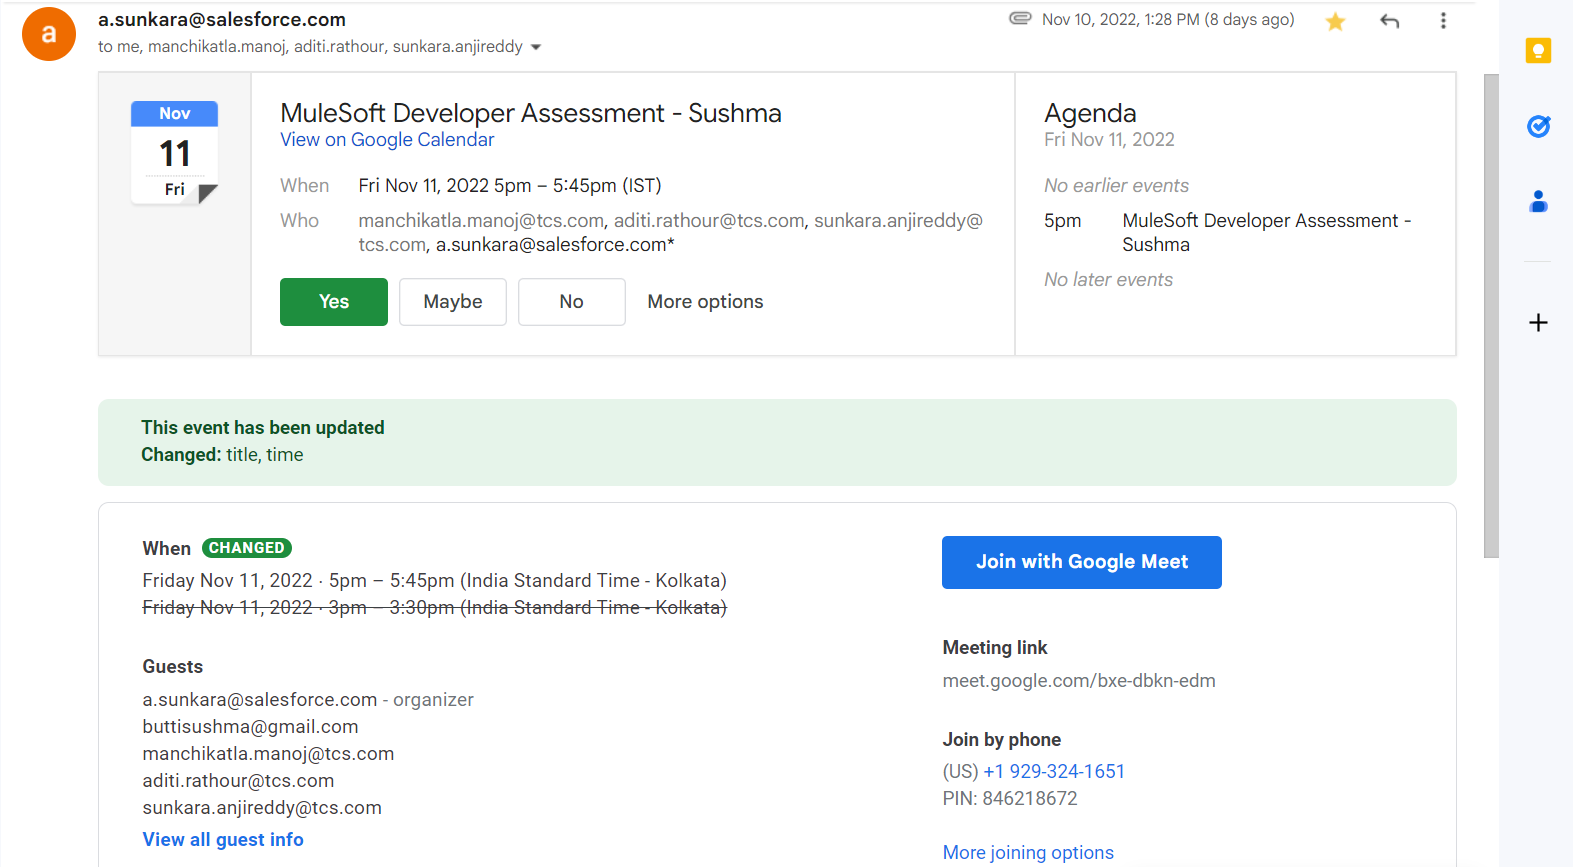 a
a.sunkara@salesforce.com
Nov 10, 2022, 1:28 PM (8 days ago)
to me, manchikatla.manoj, aditi.rathour, sunkara.anjireddy
Nov
11
Fri
MuleSoft Developer Assessment - Sushma
View on Google Calendar
When Fri Nov 11, 2022 5pm – 5:45pm (IST)
Who manchikatla.manoj@tcs.com, aditi.rathour@tcs.com, sunkara.anjireddy@
tcs.com, a.sunkara@salesforce.com*
Yes Maybe No More options
Agenda
Fri Nov 11, 2022
No earlier events
5pm MuleSoft Developer Assessment -
Sushma
No later events
This event has been updated
Changed: title, time
When CHANGED
Friday Nov 11, 2022 · 5pm – 5:45pm (India Standard Time - Kolkata)
Friday Nov 11, 2022 · 3pm – 3:30pm (India Standard Time - Kolkata)
Guests
a.sunkara@salesforce.com - organizer
buttisushma@gmail.com
manchikatla.manoj@tcs.com
aditi.rathour@tcs.com
sunkara.anjireddy@tcs.com
View all guest info
Join with Google Meet
Meeting link
meet.google.com/bxe-dbkn-edm
Join by phone
(US) +1 929-324-1651
PIN: 846218672
More joining options